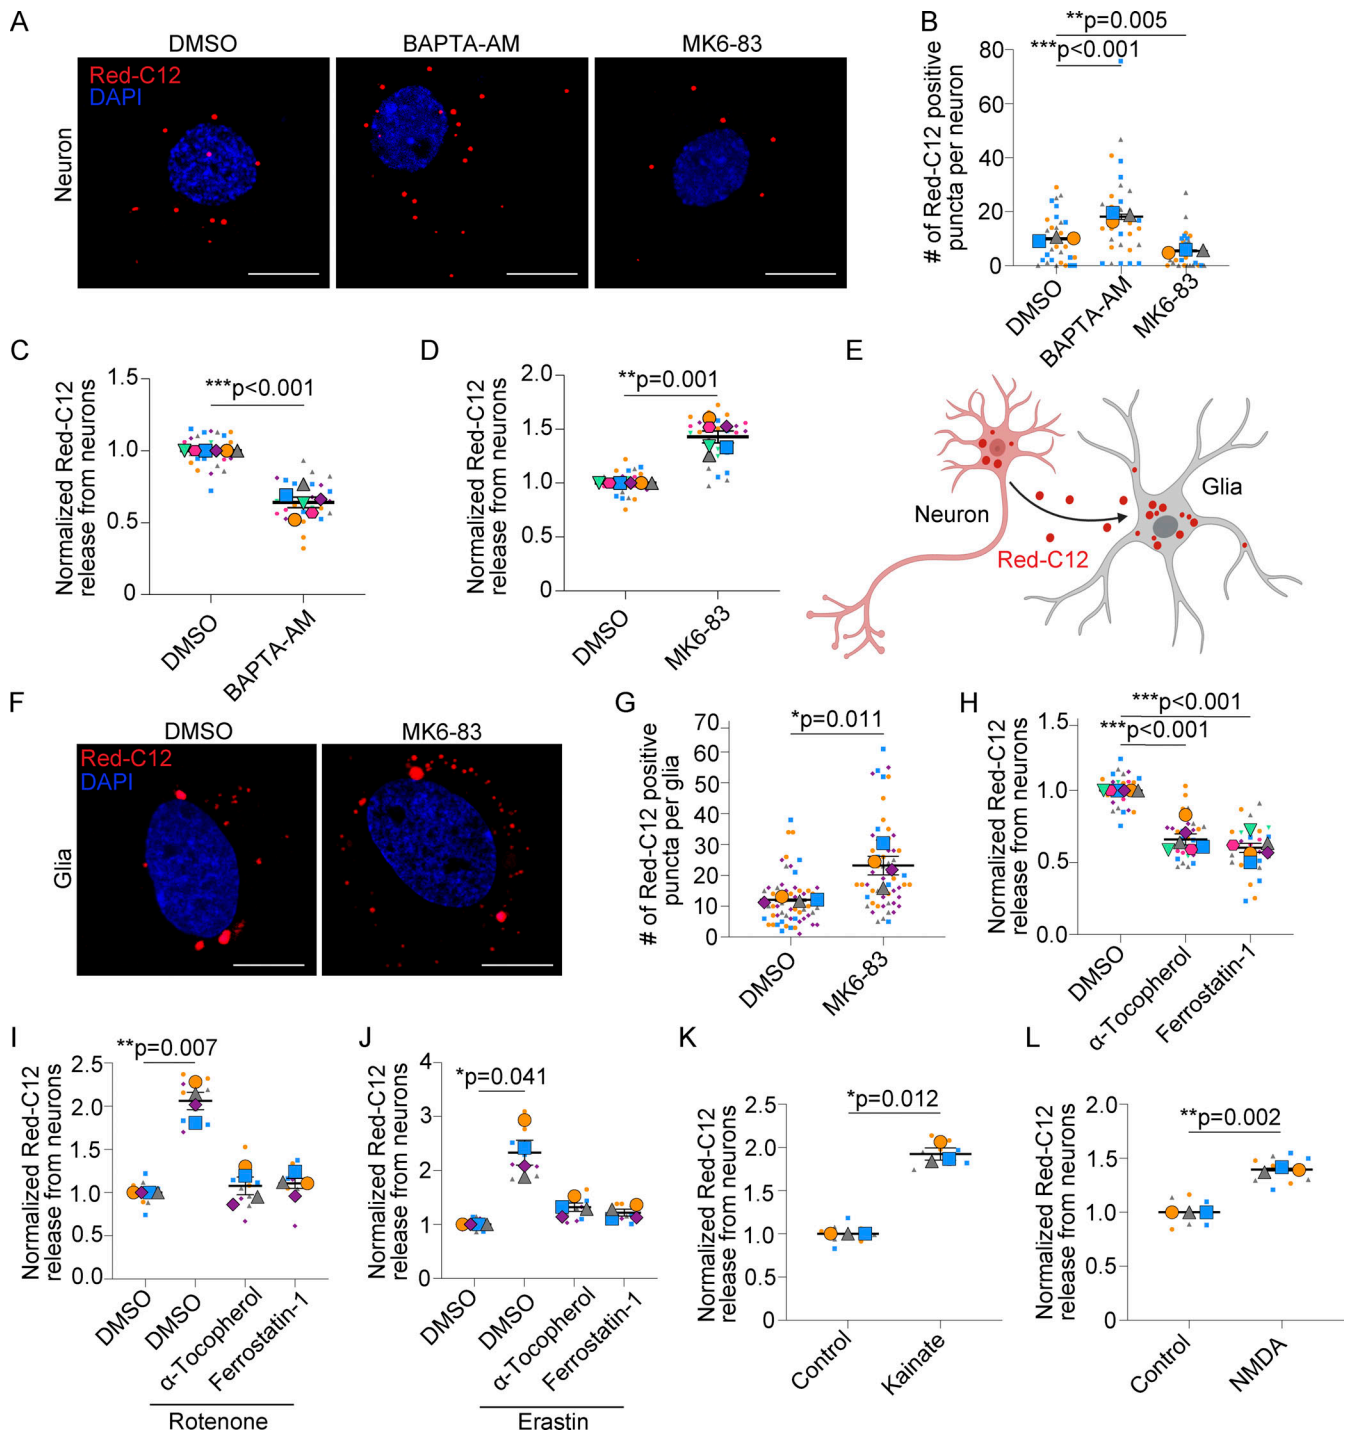 A
DMSO
BAPTA-AM
MK6-83
Red-C12
DAPI
Neuron
B
**p=0.005
***p<0.001
# of Red-C12 positive
puncta per neuron
80
60
40
20
0
DMSO
BAPTA-AM
MK6-83
C
***p<0.001
Normalized Red-C12
release from neurons
1.5
1.0
0.5
0
DMSO
BAPTA-AM
D
**p=0.001
Normalized Red-C12
release from neurons
2.0
1.5
1.0
0.5
0
DMSO
MK6-83
E
Neuron
Glia
Red-C12
F
DMSO
MK6-83
Red-C12
DAPI
Glia
G
*p=0.011
# of Red-C12 positive
puncta per glia
70
60
50
40
30
20
10
0
DMSO
MK6-83
H
***p<0.001
***p<0.001
Normalized Red-C12
release from neurons
1.5
1.0
0.5
0.0
DMSO
α-Tocopherol
Ferrostatin-1
I
**p=0.007
Normalized Red-C12
release from neurons
2.5
2.0
1.5
1.0
0.5
0.0
DMSO
DMSO
α-Tocopherol
Ferrostatin-1
Rotenone
J
*p=0.041
Normalized Red-C12
release from neurons
4
3
2
1
0
DMSO
DMSO
α-Tocopherol
Ferrostatin-1
Erastin
K
*p=0.012
Normalized Red-C12
release from neurons
2.5
2.0
1.5
1.0
0.5
0
Control
Kainate
L
**p=0.002
Normalized Red-C12
release from neurons
2.0
1.5
1.0
0.5
0
Control
NMDA